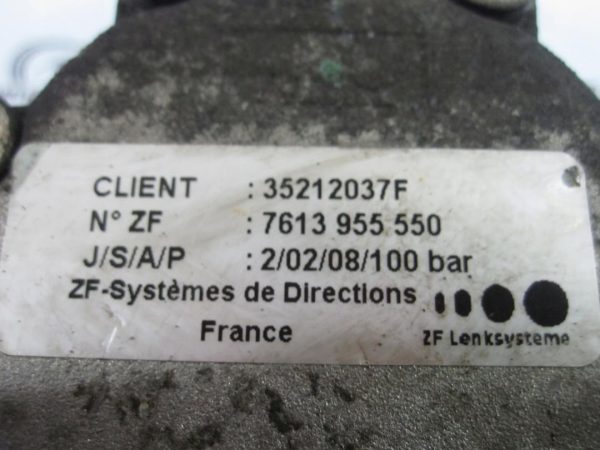 CLIENT : 35212037F
N° ZF : 7613 955 550
J/S/A/P : 2/02/08/100 bar
ZF-Systèmes de Directions
France
ZF Lenksysteme